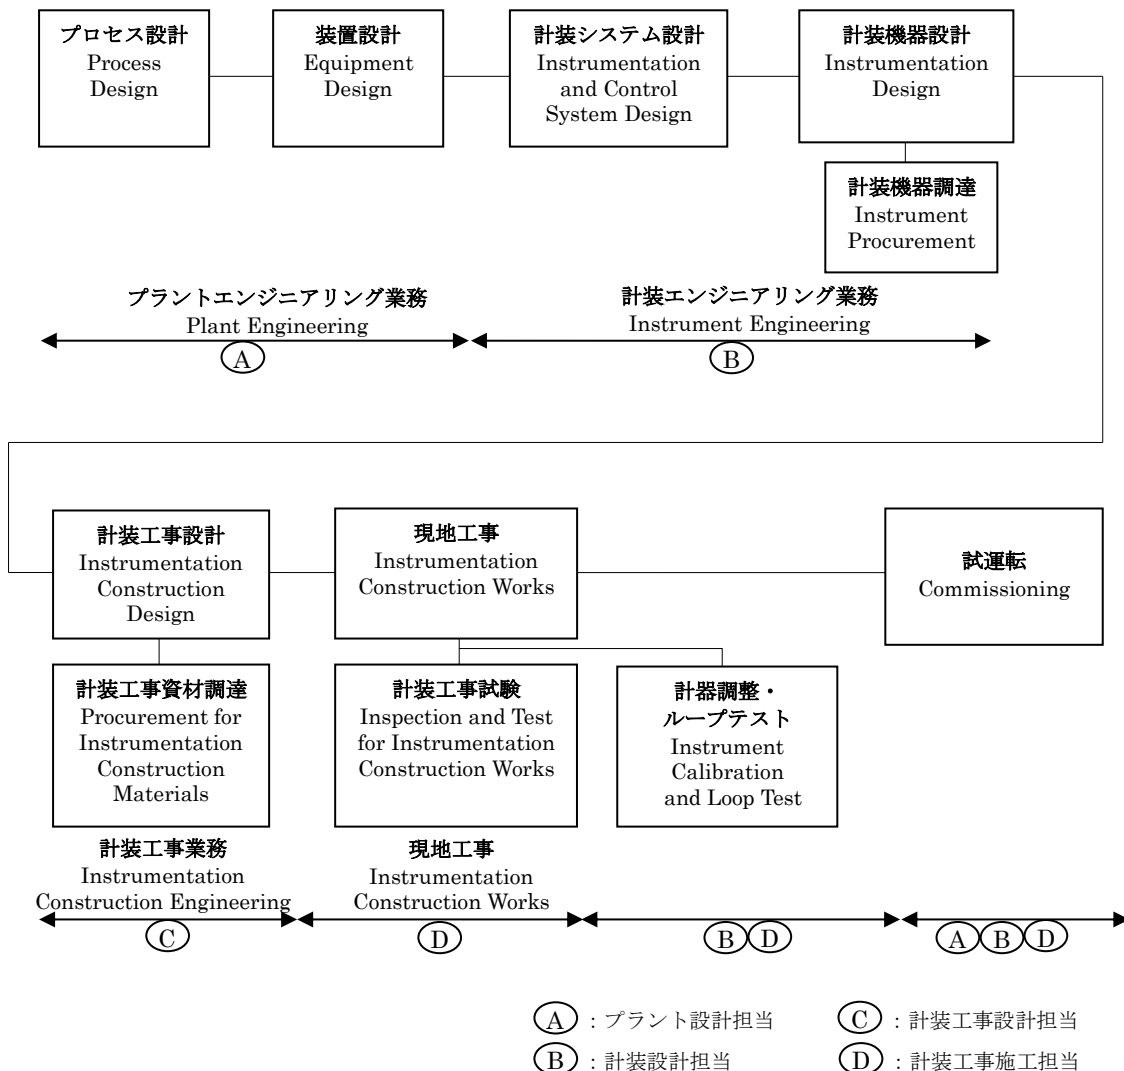 プロセス設計
Process
Design
装置設計
Equipment
Design
計装システム設計
Instrumentation
and Control
System Design
計装機器設計
Instrumentation
Design
計装機器調達
Instrument
Procurement
プラントエンジニアリング業務
Plant Engineering
A
計装エンジニアリング業務
Instrument Engineering
B
計装工事設計
Instrumentation
Construction
Design
現地工事
Instrumentation
Construction Works
試運転
Commissioning
計装工事資材調達
Procurement for
Instrumentation
Construction
Materials
計装工事試験
Inspection and Test
for Instrumentation
Construction Works
計器調整・
ループテスト
Instrument
Calibration
and Loop Test
計装工事業務
Instrumentation
Construction Engineering
C
現地工事
Instrumentation
Construction Works
D
B D
A B D
A：プラント設計担当
C：計装工事設計担当
B：計装設計担当
D：計装工事施工担当